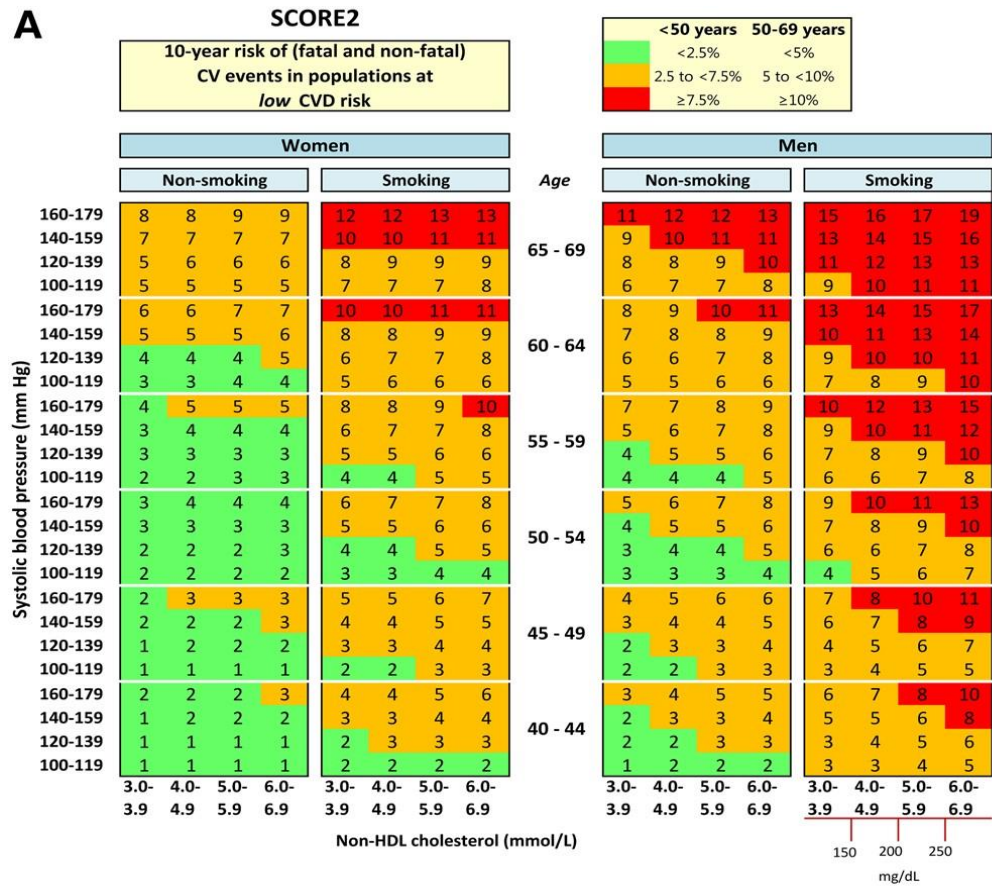 A
SCORE2
10-year risk of (fatal and non-fatal)
CV events in populations at
low CVD risk
<50 years 50-69 years
<2.5% <5%
2.5 to <7.5% 5 to <10%
≥7.5% ≥10%
Women Men
Non-smoking Smoking Age Non-smoking Smoking
Systolic blood pressure (mm Hg)
160-179 8 8 9 9 12 12 13 13 11 12 12 13 15 16 17 19
140-159 7 7 7 7 10 10 11 11 9 10 11 11 13 14 15 16
65 - 69
120-139 5 6 6 6 8 9 9 9 8 8 9 10 11 12 13 13
100-119 5 5 5 5 7 7 7 8 6 7 7 8 9 10 11 11
160-179 6 6 7 7 10 10 11 11 8 9 10 11 13 14 15 17
140-159 5 5 5 6 8 8 9 9 7 8 8 9 10 11 13 14
60 - 64
120-139 4 4 4 5 6 7 7 8 6 6 7 8 9 10 10 11
100-119 3 3 4 4 5 6 6 6 5 5 6 6 7 8 9 10
160-179 4 5 5 5 8 8 9 10 7 7 8 9 10 12 13 15
140-159 3 4 4 4 6 7 7 8 5 6 7 8 9 10 11 12
55 - 59
120-139 3 3 3 3 5 5 6 6 4 5 5 6 7 8 9 10
100-119 2 2 3 3 4 4 5 5 4 4 4 5 6 6 7 8
160-179 3 4 4 4 6 7 7 8 5 6 7 8 9 10 11 13
140-159 3 3 3 3 5 5 6 6 4 5 5 6 7 8 9 10
50 - 54
120-139 2 2 2 3 4 4 5 5 3 4 4 5 6 6 7 8
100-119 2 2 2 2 3 3 4 4 3 3 3 4 4 5 6 7
160-179 2 3 3 3 5 5 6 7 4 5 6 6 7 8 10 11
140-159 2 2 2 3 4 4 5 5 3 4 4 5 6 7 8 9
45 - 49
120-139 1 2 2 2 3 3 4 4 2 3 3 4 4 5 6 7
100-119 1 1 1 1 2 2 3 3 2 2 3 3 3 4 5 5
160-179 2 2 2 3 4 4 5 6 3 4 5 5 6 7 8 10
140-159 1 2 2 2 3 3 4 4 2 3 3 4 5 5 6 8
40 - 44
120-139 1 1 1 1 2 3 3 3 2 2 3 3 3 4 5 6
100-119 1 1 1 1 2 2 2 2 1 2 2 2 3 3 4 5
3.0- 4.0- 5.0- 6.0- 3.0- 4.0- 5.0- 6.0- 3.0- 4.0- 5.0- 6.0- 3.0- 4.0- 5.0- 6.0-
3.9 4.9 5.9 6.9 3.9 4.9 5.9 6.9 3.9 4.9 5.9 6.9 3.9 4.9 5.9 6.9
Non-HDL cholesterol (mmol/L)
150 200 250
mg/dL